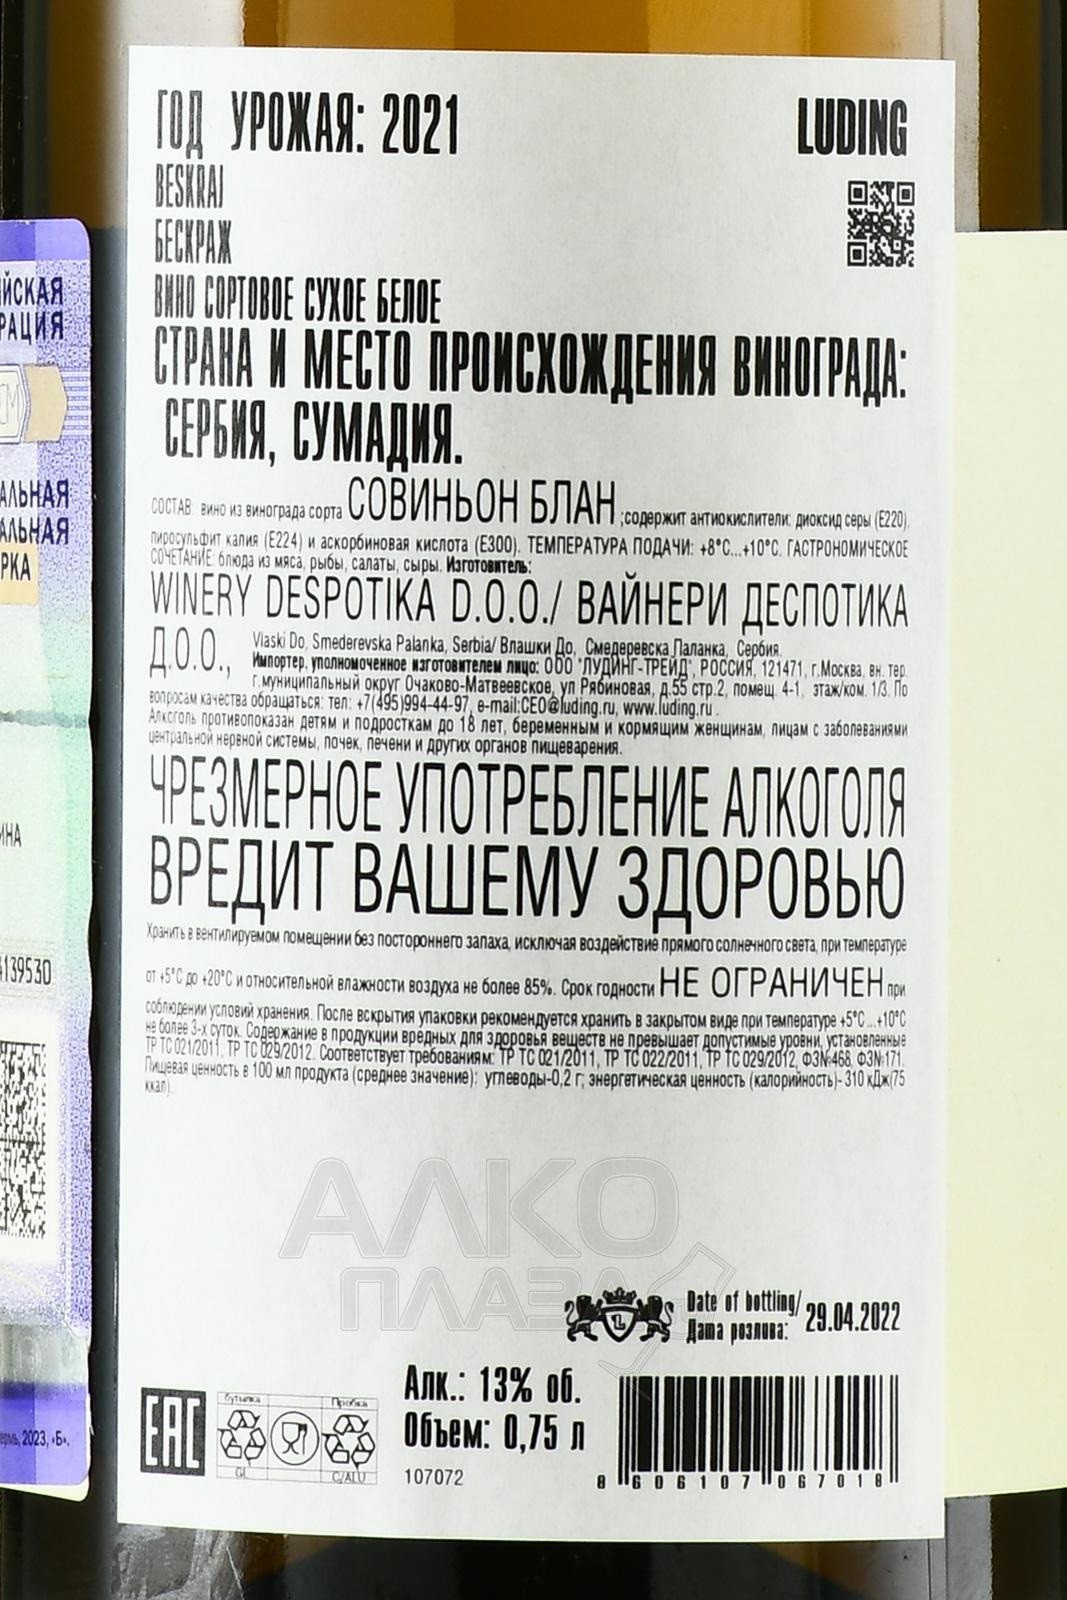 ГОД УРОЖАЯ: 2021
LUDING
BESKRAJ
БЕСКРАЖ
ВИНО СОРТОВОЕ СУХОЕ БЕЛОЕ
СТРАНА И МЕСТО ПРОИСХОЖДЕНИЯ ВИНОГРАДА:
СЕРБИЯ, СУМАДИЯ.
СОСТАВ: вино из винограда сорта СОВИНЬОН БЛАН ;содержит антиокислители: диоксид серы (Е220),
пиросульфит калия (Е224) и аскорбиновая кислота (Е300). ТЕМПЕРАТУРА ПОДАЧИ: +8°С...+10°С. ГАСТРОНОМИЧЕСКОЕ
СОЧЕТАНИЕ: блюда из мяса, рыбы, салаты, сыры. Изготовитель:
WINERY DESPOTIKA D.O.O./ ВАЙНЕРИ ДЕСПОТИКА
Д.О.О., Vlaski Do, Smederevska Palanka, Serbia/ Влашки До, Смедеревска Паланка, Сербия.
Импортер, уполномоченное изготовителем лицо: ООО "ЛУДИНГ-ТРЕЙД", РОССИЯ, 121471, г.Москва, вн. тер.
г.муниципальный округ Очаково-Матвеевское, ул Рябиновая, д.55 стр.2, помещ. 4-1, этаж/ком. 1/3. По
вопросам качества обращаться: тел: +7(495)994-44-97, e-mail:CEO@luding.ru, www.luding.ru .
Алкоголь противопоказан детям и подросткам до 18 лет, беременным и кормящим женщинам, лицам с заболеваниями
центральной нервной системы, почек, печени и других органов пищеварения.
ЧРЕЗМЕРНОЕ УПОТРЕБЛЕНИЕ АЛКОГОЛЯ
ВРЕДИТ ВАШЕМУ ЗДОРОВЬЮ
Хранить в вентилируемом помещении без постороннего запаха, исключая воздействие прямого солнечного света, при температуре
от +5°С до +20°С и относительной влажности воздуха не более 85%. Срок годности НЕ ОГРАНИЧЕН при
соблюдении условий хранения. После вскрытия упаковки рекомендуется хранить в закрытом виде при температуре +5°С ...+10°С
не более 3-х суток. Содержание в продукции вредных для здоровья веществ не превышает допустимые уровни, установленные
ТР ТС 021/2011, ТР ТС 029/2012. Соответствует требованиям: ТР ТС 021/2011, ТР ТС 022/2011, ТР ТС 029/2012, ФЗ№468, ФЗ№171.
Пищевая ценность в 100 мл продукта (среднее значение): углеводы-0,2 г; энергетическая ценность (калорийность)- 310 кДж(75
ккал).
АЛКО
ПЛАЗА
Date of bottling/
Дата розлива: 29.04.2022
Алк.: 13% об.
Объем: 0,75 л
107072
EAC
бутылка
Пробка
GL
C/ALU
8 606107 067018
ЙСКАЯ
РАЦИЯ
АЛЬНАЯ
АЛЬНАЯ
РКА
ИНА
139530
2023, «Б».